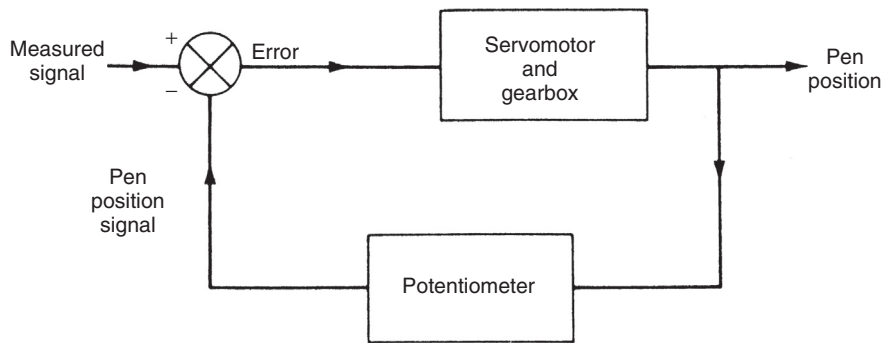 Measured
signal
+
−
Error
Servomotor
and
gearbox
Pen
position
Pen
position
signal
Potentiometer